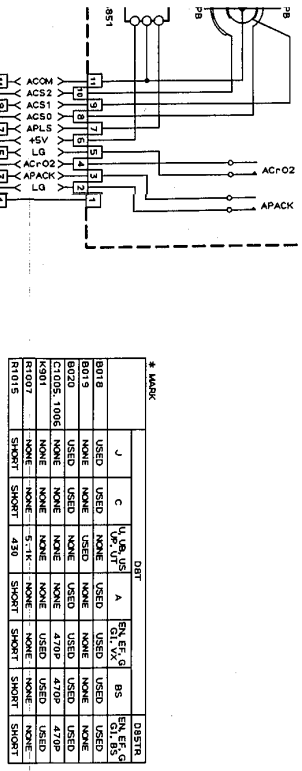 .851
PB
PB
ACOM 11
ACS2 10
ACS1 9
ACS0 8
APLS 7
+5V 6
LG 5
ACrO2 4
APACK 3
LG 2
1
ACrO2
APACK
* MARK
D8T D85TR
J C U, UB, US UP, UT A EN, EF, G GI, VX BS EN, EF, G GI, BS
B018 USED USED NONE USED USED USED USED
B019 NONE NONE USED NONE NONE NONE NONE
B020 USED USED NONE USED USED USED USED
C1005, 1006 NONE NONE NONE NONE 470P 470P 470P
K901 NONE NONE NONE NONE USED USED USED
R1007 NONE NONE 5.1K NONE NONE NONE NONE
R1015 SHORT SHORT 430 SHORT SHORT SHORT SHORT